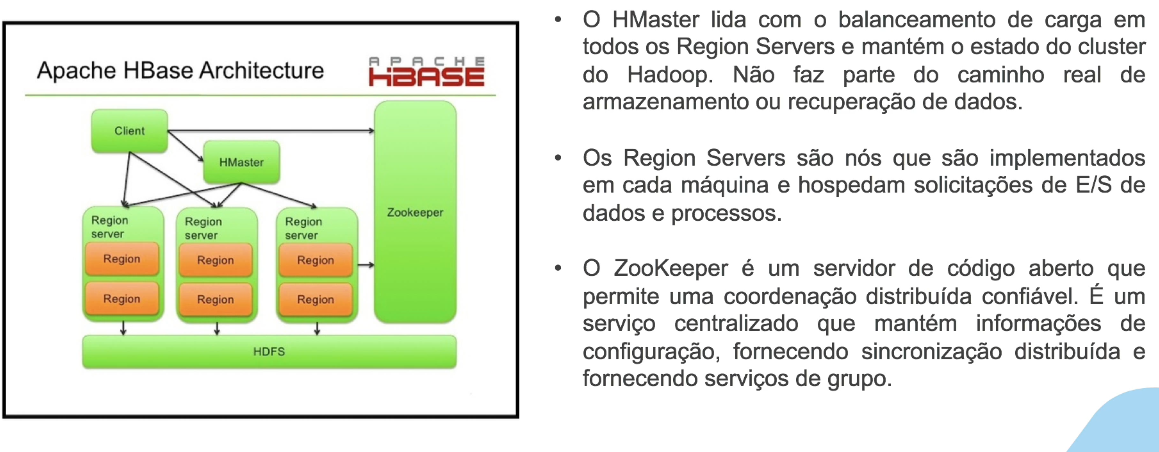 Apache HBase Architecture
APACHE
HBASE
Client
HMaster
Zookeeper
Region
server
Region
Region
Region
server
Region
Region
Region
server
Region
Region
HDFS
• O HMaster lida com o balanceamento de carga em
todos os Region Servers e mantém o estado do cluster
do Hadoop. Não faz parte do caminho real de
armazenamento ou recuperação de dados.
• Os Region Servers são nós que são implementados
em cada máquina e hospedam solicitações de E/S de
dados e processos.
• O ZooKeeper é um servidor de código aberto que
permite uma coordenação distribuída confiável. É um
serviço centralizado que mantém informações de
configuração, fornecendo sincronização distribuída e
fornecendo serviços de grupo.